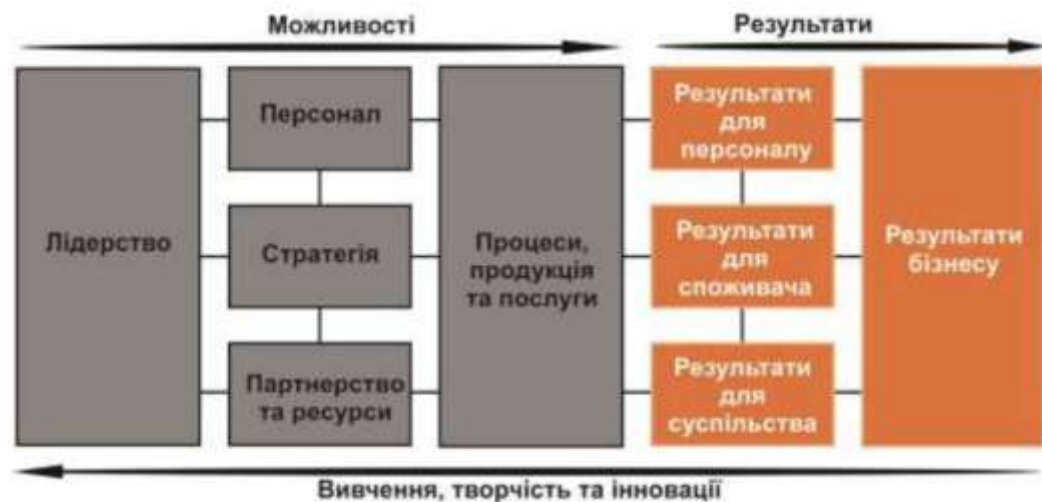 Можливості
Результати
Лідерство
Персонал
Стратегія
Партнерство
та ресурси
Процеси,
продукція
та послуги
Результати
для
персоналу
Результати
для
споживача
Результати
для
суспільства
Результати
бізнесу
Вивчення, творчість та інновації